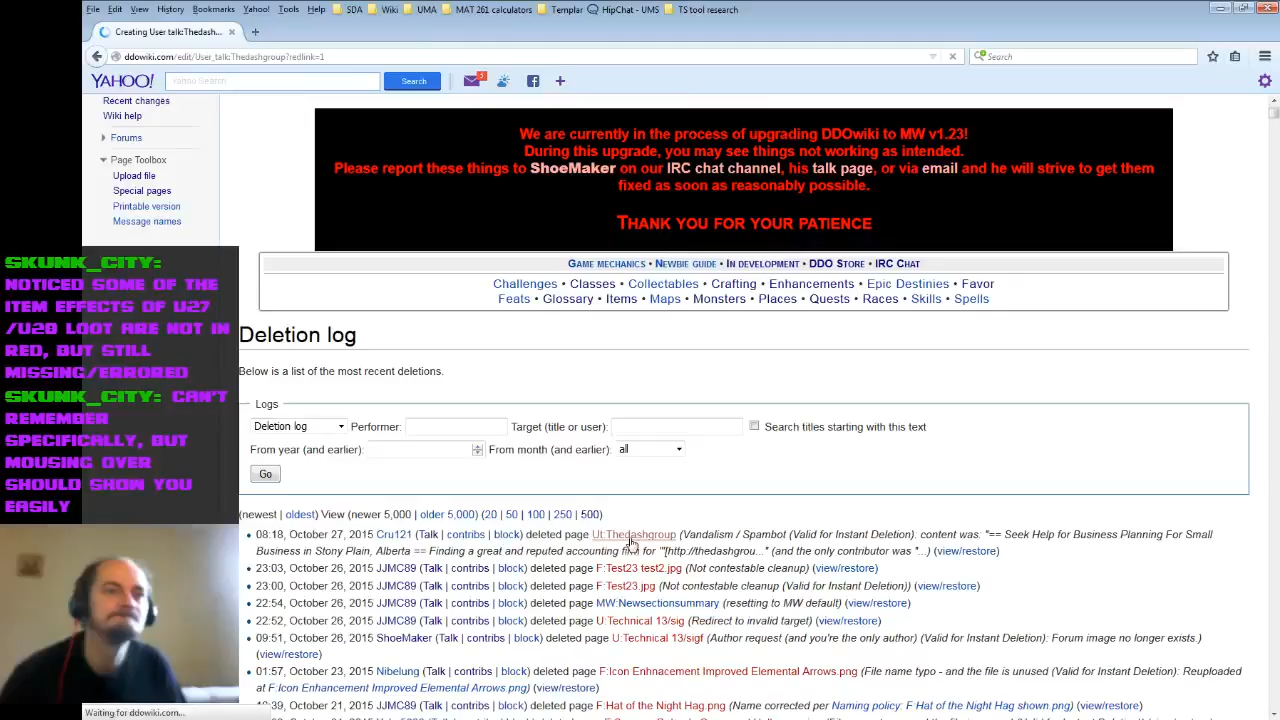 File Edit View History Bookmarks Yahoo! Tools Help SDA Wiki UMA MAT 261 calculators Templar HipChat - UMS TS tool research
Creating User talk:Thedash... × +
ddowiki.com/edit/User_talk:Thedashgroup?redlink=1 Search
YAHOO! Yahoo Search Search
Recent changes
Wiki help
Forums
Page Toolbox
Upload file
Special pages
Printable version
Message names
We are currently in the process of upgrading DDOwiki to MW v1.23!
During this upgrade, you may see things not working as intended.
Please report these things to ShoeMaker on our IRC chat channel, his talk page, or via email and he will strive to get them
fixed as soon as reasonably possible.
THANK YOU FOR YOUR PATIENCE
GAME MECHANICS • NEWBIE GUIDE • IN DEVELOPMENT • DDO STORE • IRC CHAT
Challenges • Classes • Collectables • Crafting • Enhancements • Epic Destinies • Favor
Feats • Glossary • Items • Maps • Monsters • Places • Quests • Races • Skills • Spells
SKUNK_CITY:
NOTICED SOME OF THE
ITEM EFFECTS OF U27
/U28 LOOT ARE NOT IN
RED, BUT STILL
MISSING/ERRORED
SKUNK_CITY: CAN'T
REMEMBER
SPECIFICALLY, BUT
MOUSING OVER
SHOULD SHOW YOU
EASILY
Deletion log
Below is a list of the most recent deletions.
Logs
Deletion log Performer: Target (title or user): Search titles starting with this text
From year (and earlier): From month (and earlier): all
Go
(newest | oldest) View (newer 5,000 | older 5,000) (20 | 50 | 100 | 250 | 500)
• 08:18, October 27, 2015 Cru121 (Talk | contribs | block) deleted page Ut:Thedashgroup (Vandalism / Spambot (Valid for Instant Deletion): content was: "== Seek Help for Business Planning For Small
Business in Stony Plain, Alberta == Finding a great and reputed accounting firm for '''[http://thedashgrou..." (and the only contributor was "...) (view/restore)
• 23:03, October 26, 2015 JJMC89 (Talk | contribs | block) deleted page F:Test23 test2.jpg (Not contestable cleanup (Valid for Instant Deletion)) (view/restore)
• 23:00, October 26, 2015 JJMC89 (Talk | contribs | block) deleted page F:Test23.jpg (Not contestable cleanup (Valid for Instant Deletion)) (view/restore)
• 22:54, October 26, 2015 JJMC89 (Talk | contribs | block) deleted page MW:Newsectionsummary (resetting to MW default) (view/restore)
• 22:52, October 26, 2015 JJMC89 (Talk | contribs | block) deleted page U:Technical 13/sig (Redirect to invalid target) (view/restore)
• 09:51, October 26, 2015 ShoeMaker (Talk | contribs | block) deleted page U:Technical 13/sigf (Author request (and you're the only author) (Valid for Instant Deletion): Forum image no longer exists.)
(view/restore)
• 01:57, October 23, 2015 Nibelung (Talk | contribs | block) deleted page F:Icon Enhnacement Improved Elemental Arrows.png (File name typo - and the file is unused (Valid for Instant Deletion): Reuploaded
at F:Icon Enhancement Improved Elemental Arrows.png) (view/restore)
F:Hat of the Night Hag.png (Name corrected per Naming policy: F:Hat of the Night Hag shown.png) (view/restore)
Waiting for ddowiki.com...